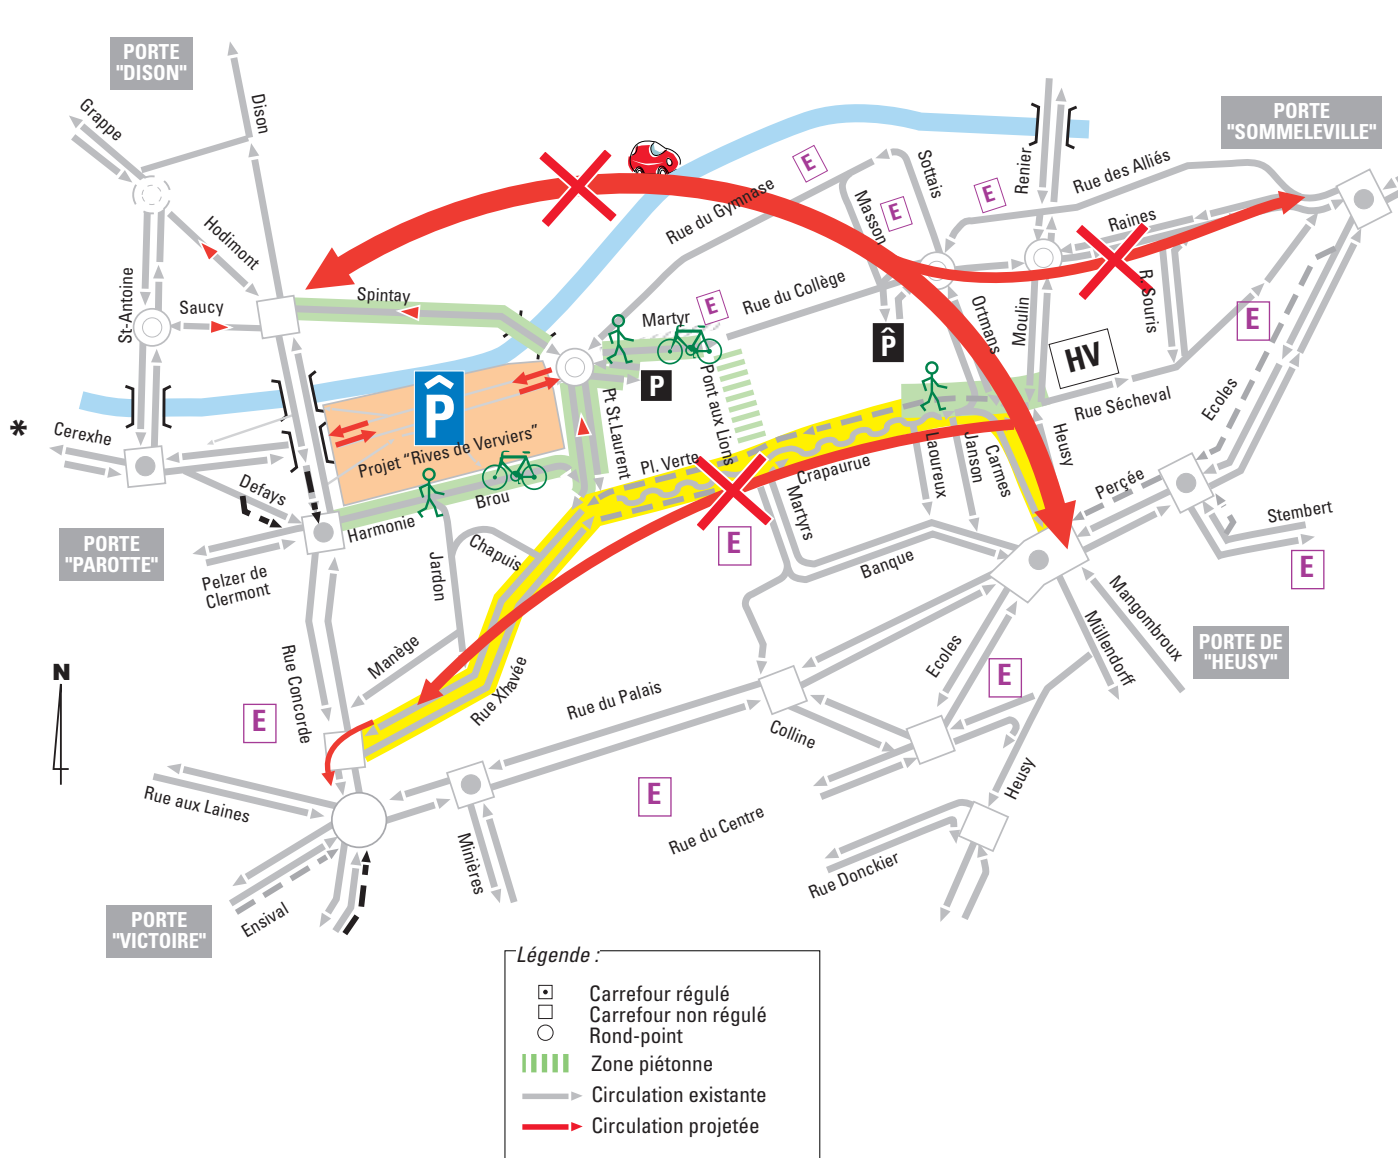 PORTE
"DISON"
Grappe
Dison
Hodimont
St-Antoine
Saucy
Spintay
PORTE
"SOMMELEVILLE"
Renier
Rue des Alliés
Raines
Sottais
Masson
Rue du Gymnase
E
E
E
E
E
Rue du Collège
Martyr
Ortmans
Moulin
R. Souris
HV
P
P
P
Pont aux Lions
Pt St.Laurent
Rue Sécheval
Ecoles
*
Cerexhe
Projet "Rives de Verviers"
Defays
Harmonie
Brou
Pl. Verte
Crapaurue
Laoureux
Janson
Carmes
Heusy
Perçée
Stembert
E
E
PORTE
"PAROTTE"
Pelzer de
Clermont
Chapuis
Jardon
Martyrs
Banque
Mangombroux
Müllendorff
PORTE DE
"HEUSY"
N
Manège
Rue Concorde
Rue Xhavée
Ecoles
E
E
Rue du Palais
Colline
Heusy
Rue aux Laines
E
Rue du Centre
Minières
Rue Donckier
Ensival
PORTE
"VICTOIRE"
Légende :
Carrefour régulé
Carrefour non régulé
Rond-point
Zone piétonne
Circulation existante
Circulation projetée